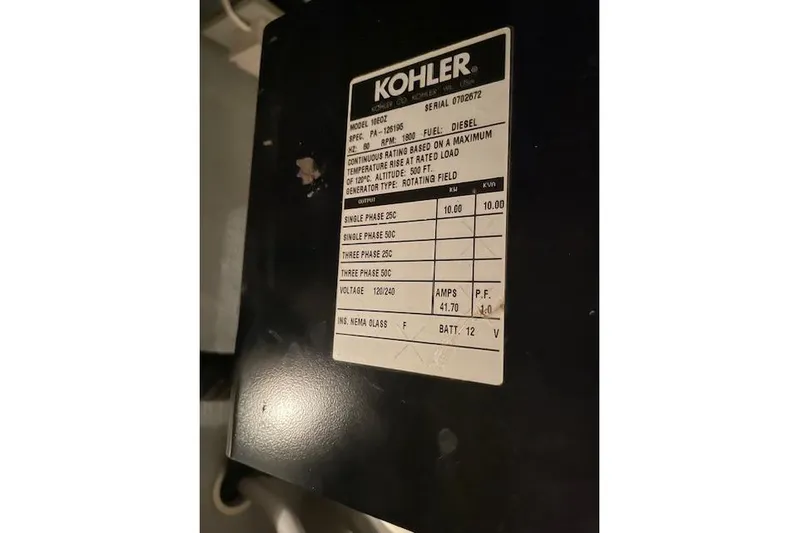 KOHLER®
KOHLER CO. KOHLER, WI. USA
MODEL 10EOZ SERIAL 0702672
SPEC. PA-126195
HZ: 60 RPM: 1800 FUEL: DIESEL
CONTINUOUS RATING BASED ON A MAXIMUM
TEMPERATURE RISE AT RATED LOAD
OF 120°C. ALTITUDE: 500 FT.
GENERATOR TYPE: ROTATING FIELD
OUTPUT KW KVA
SINGLE PHASE 25C 10.00 10.00
SINGLE PHASE 50C
THREE PHASE 25C
THREE PHASE 50C
VOLTAGE 120/240 AMPS P.F.
41.70 1.0
INS. NEMA CLASS F BATT. 12 V